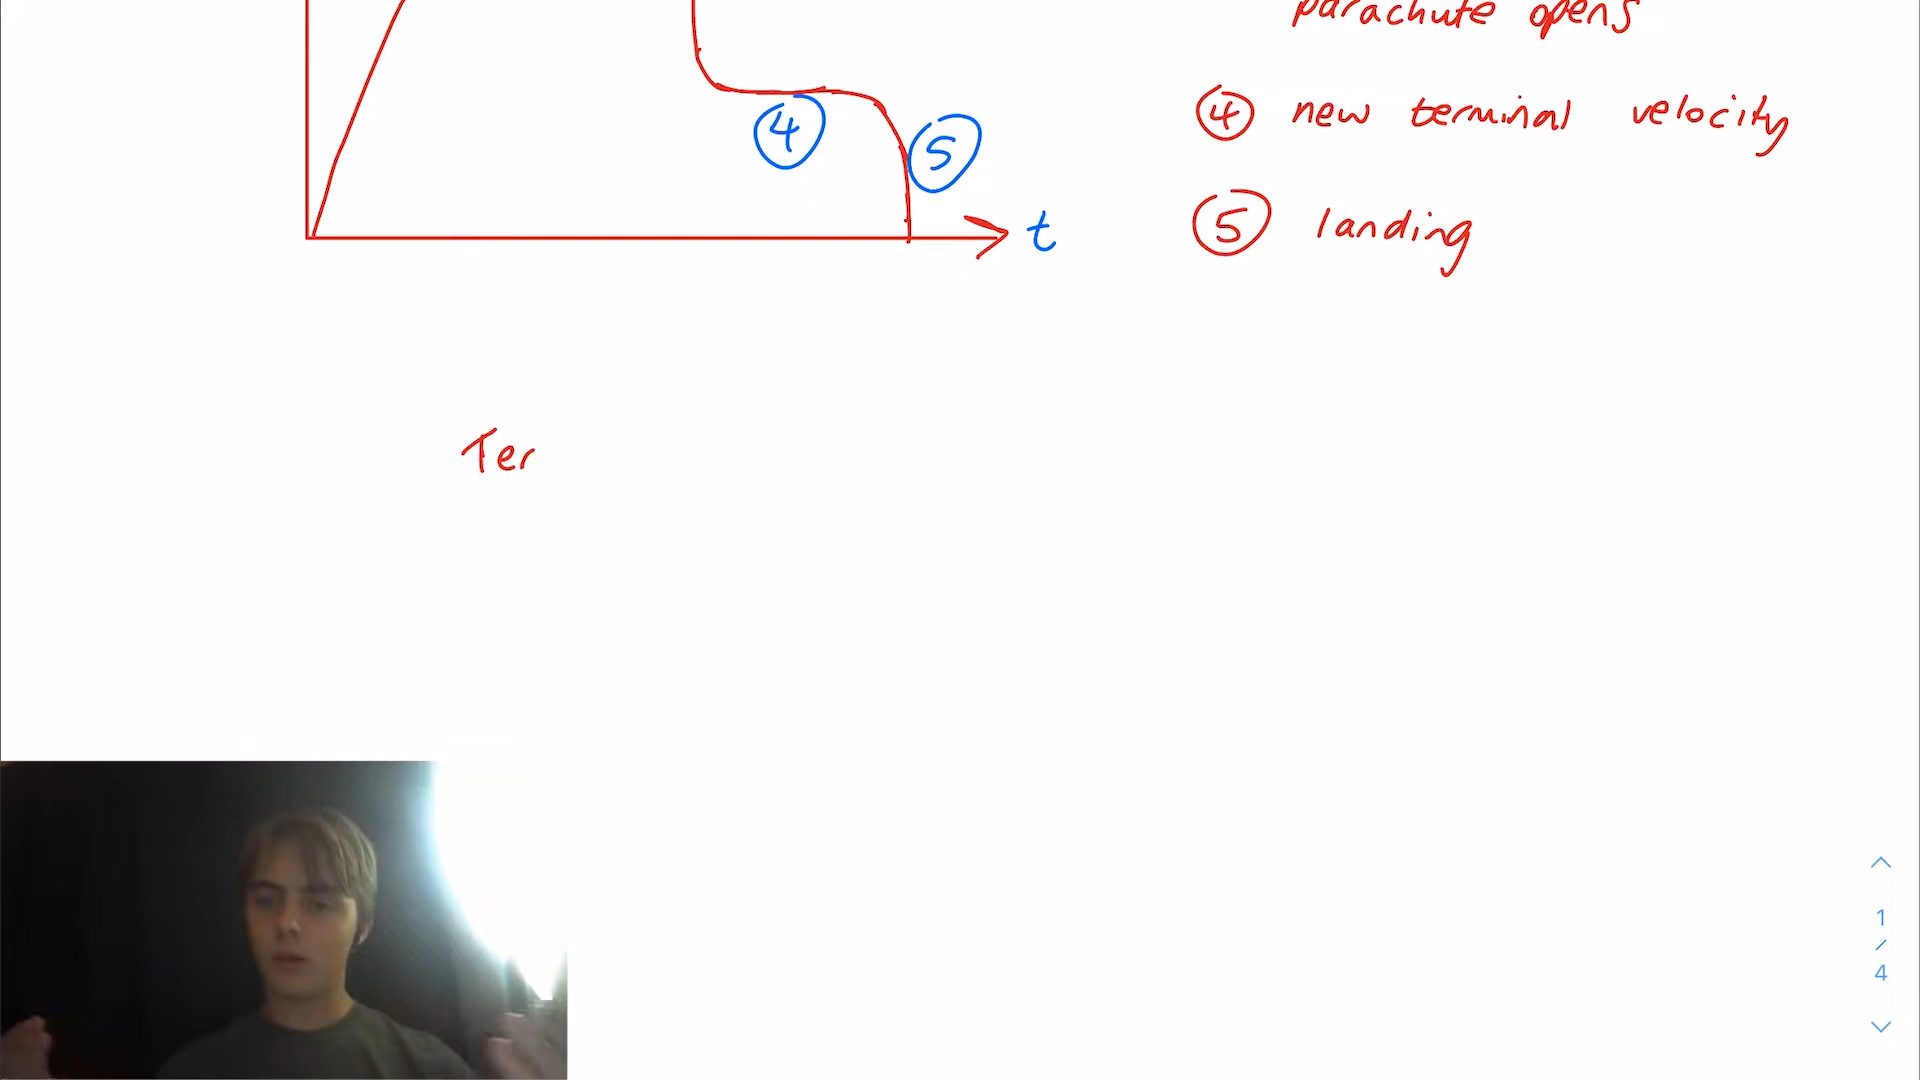 parachute opens
④ new terminal velocity
④
⑤
t
⑤ landing
Ter
1
/
4